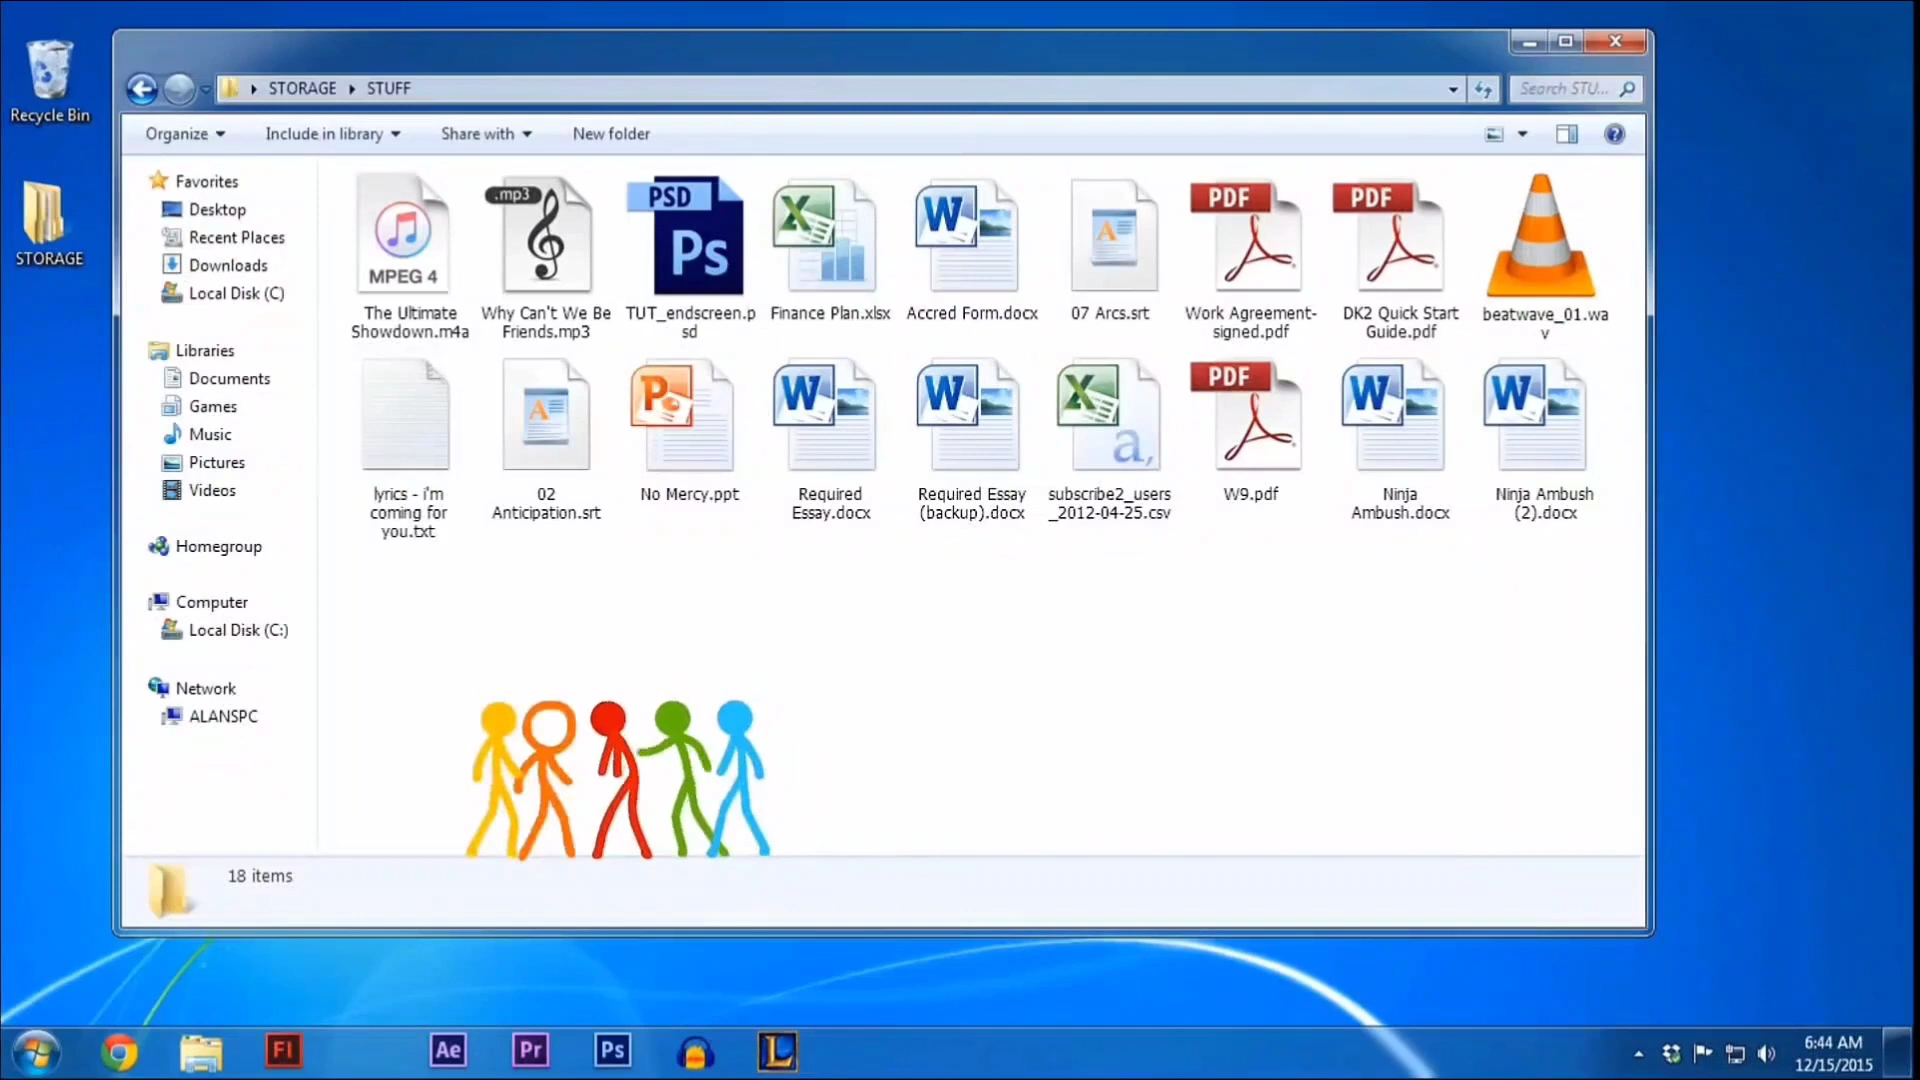 Recycle Bin
STORAGE
STORAGE STUFF
Search STU...
Organize Include in library Share with New folder
Favorites
Desktop
Recent Places
Downloads
Local Disk (C)
Libraries
Documents
Games
Music
Pictures
Videos
Homegroup
Computer
Local Disk (C:)
Network
ALANSPC
MPEG 4
The Ultimate
Showdown.m4a
.mp3
Why Can't We Be
Friends.mp3
PSD
Ps
TUT_endscreen.p
sd
X
Finance Plan.xlsx
W
Accred Form.docx
A
07 Arcs.srt
PDF
Work Agreement-
signed.pdf
PDF
DK2 Quick Start
Guide.pdf
beatwave_01.wa
v
lyrics - i'm
coming for
you.txt
A
02
Anticipation.srt
P
No Mercy.ppt
W
Required
Essay.docx
W
Required Essay
(backup).docx
X
a,
subscribe2_users
_2012-04-25.csv
PDF
W9.pdf
W
Ninja
Ambush.docx
W
Ninja Ambush
(2).docx
18 items
Fl Ae Pr Ps L
6:44 AM
12/15/2015